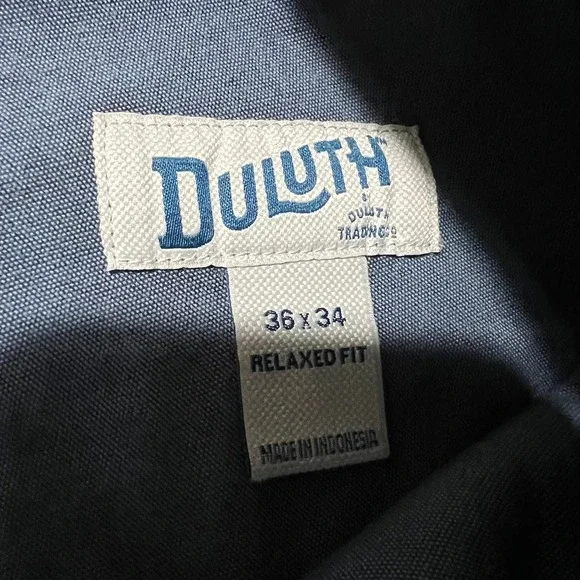 DULUTH
DULUTH
TRADING CO
36 x 34
RELAXED FIT
MADE IN INDONESIA